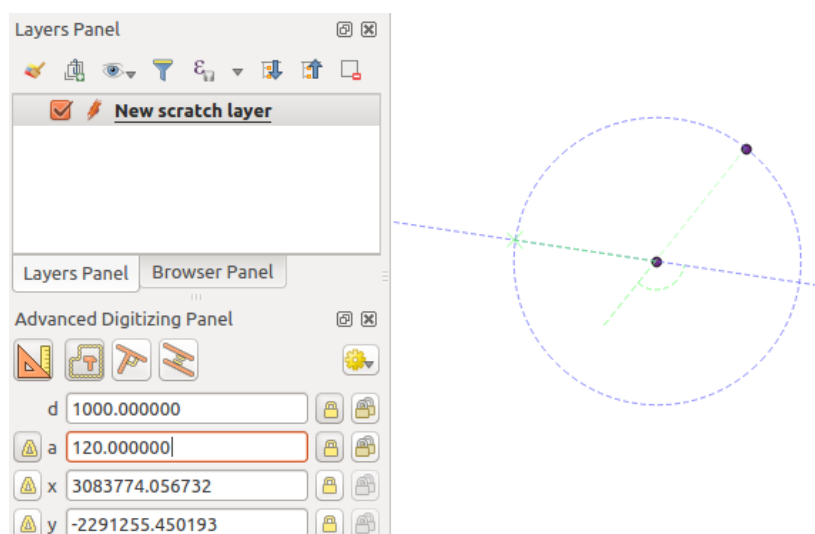 Layers Panel
New scratch layer
Layers Panel
Browser Panel
Advanced Digitizing Panel
d 1000.000000
a 120.000000
x 3083774.056732
y -2291255.450193